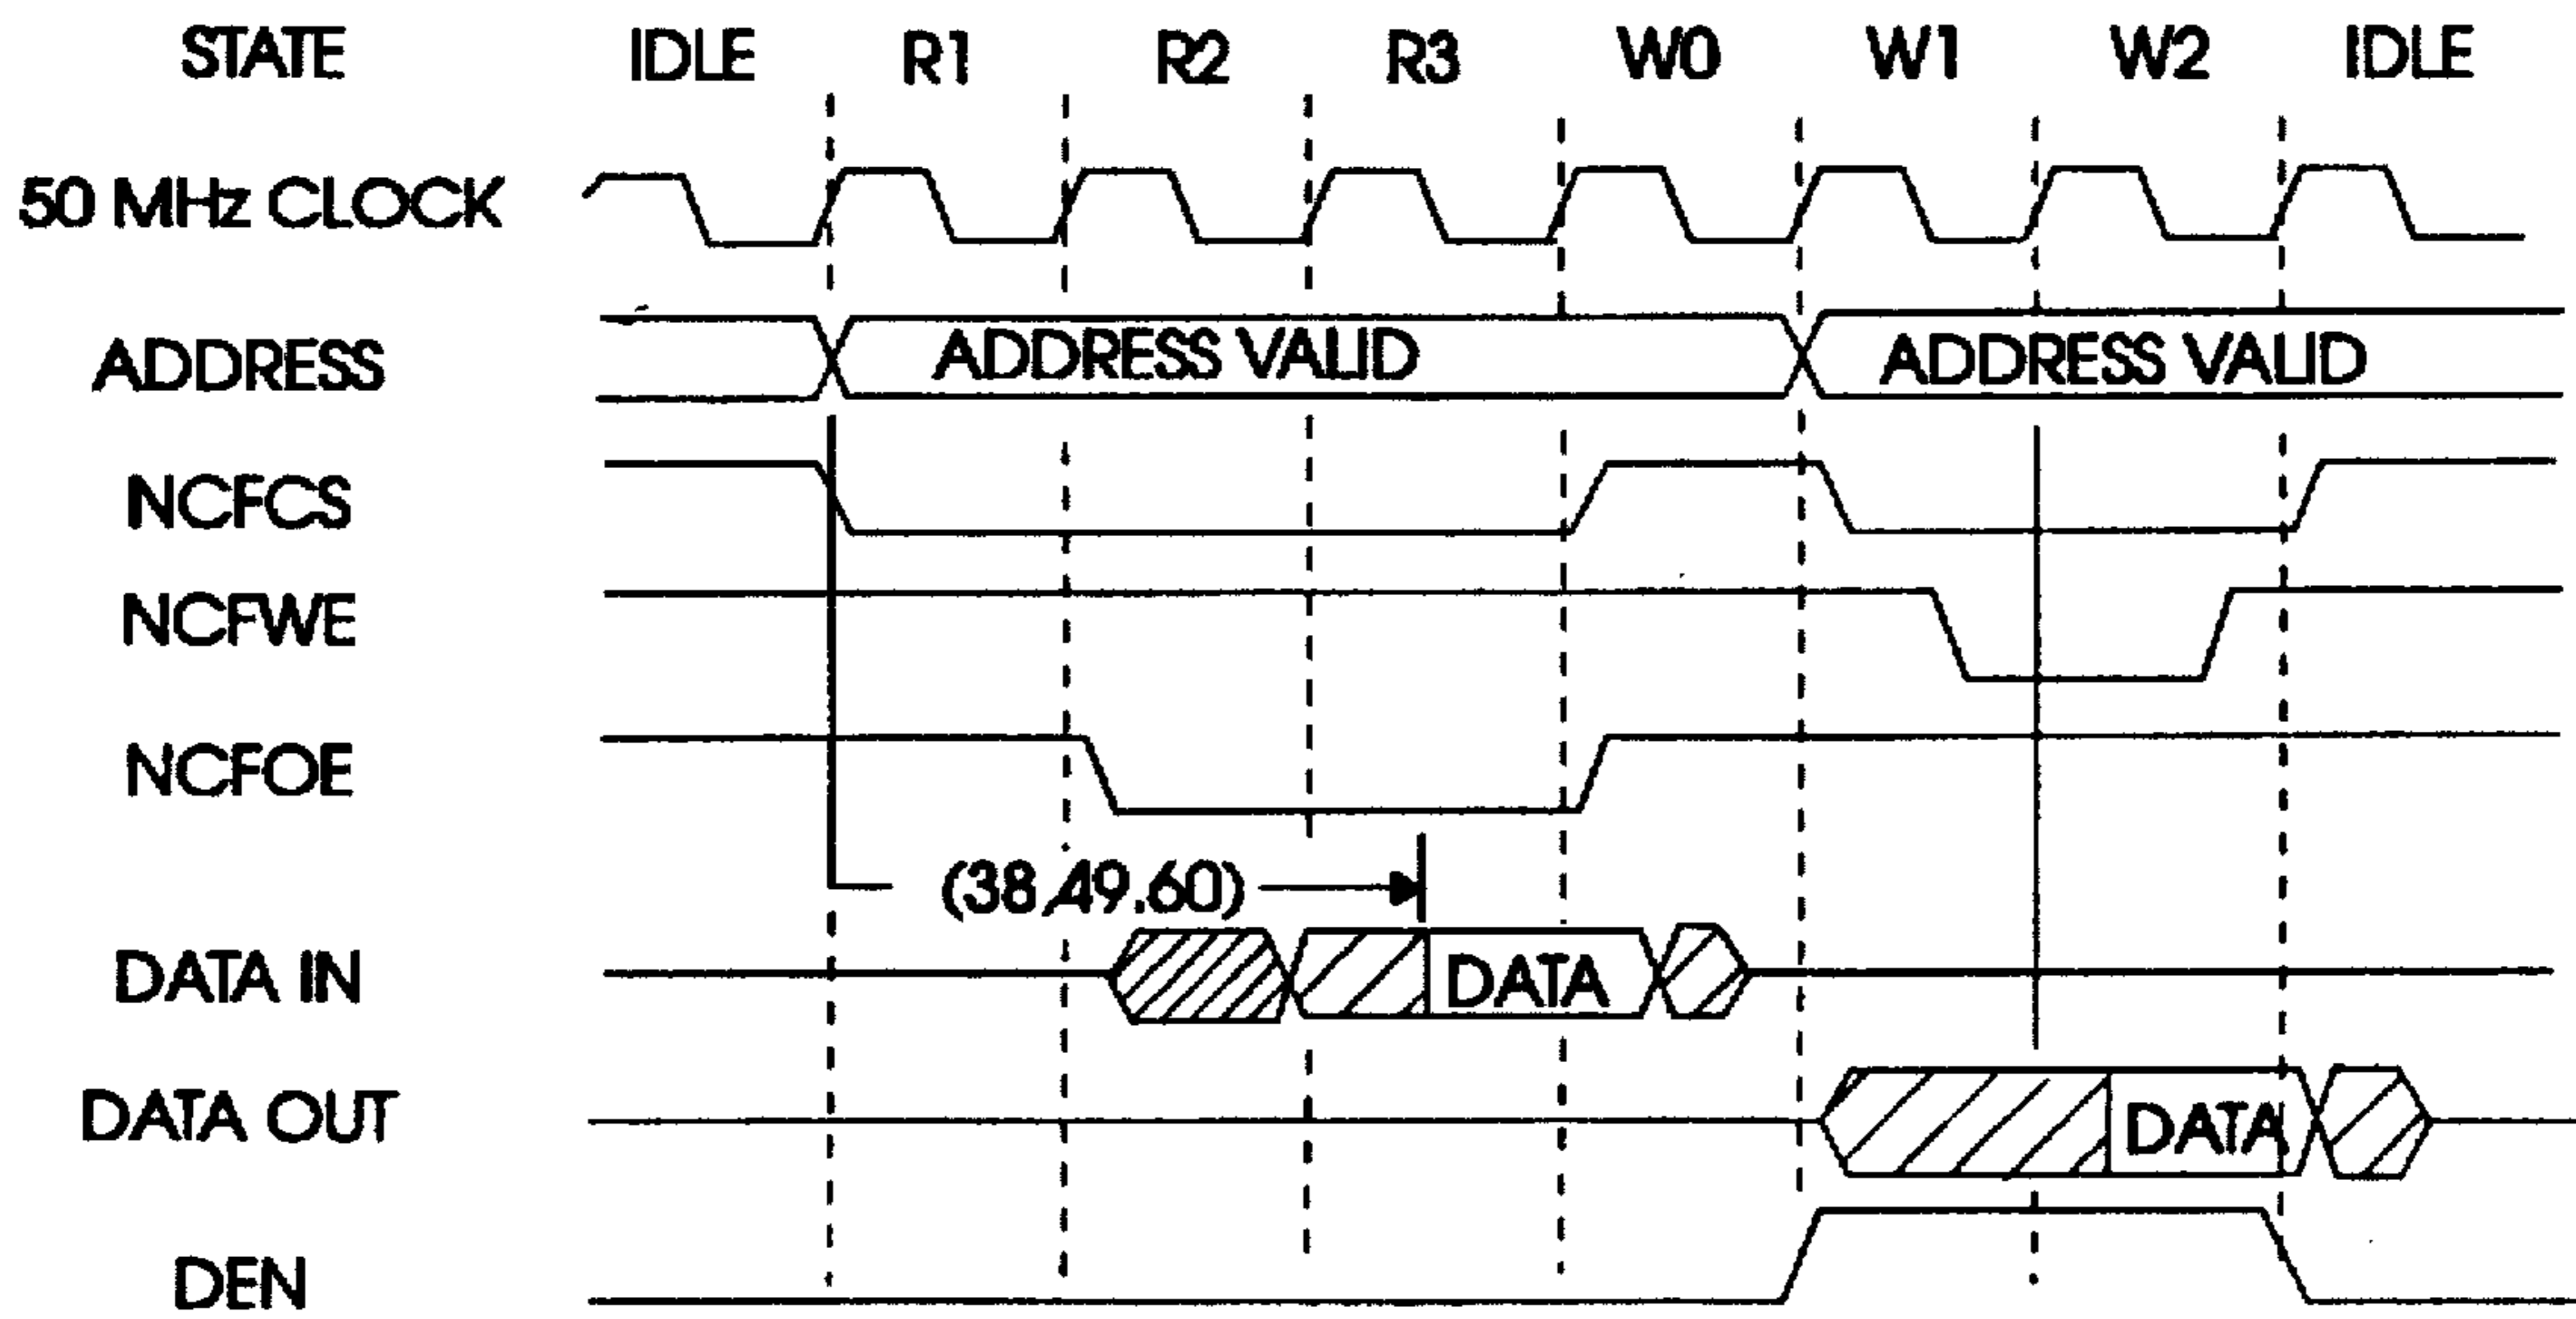 STATE IDLE R1 R2 R3 W0 W1 W2 IDLE
50 MHz CLOCK
ADDRESS ADDRESS VALID ADDRESS VALID
NCFCS
NCFWE
NCFOE
(38,49.60)
DATA IN DATA
DATA OUT DATA
DEN